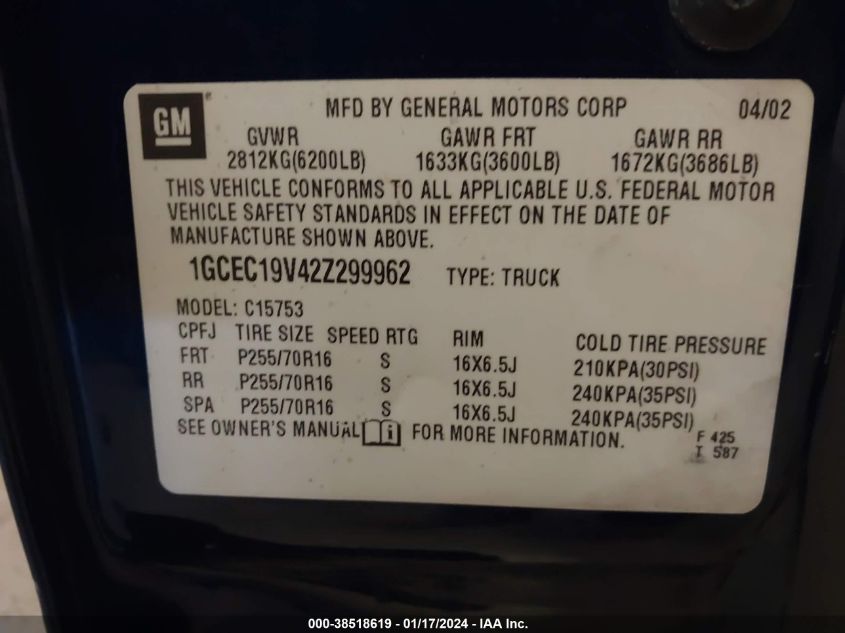 GM ® MFD BY GENERAL MOTORS CORP 04/02
GVWR GAWR FRT GAWR RR
2812KG(6200LB) 1633KG(3600LB) 1672KG(3686LB)
THIS VEHICLE CONFORMS TO ALL APPLICABLE U.S. FEDERAL MOTOR
VEHICLE SAFETY STANDARDS IN EFFECT ON THE DATE OF
MANUFACTURE SHOWN ABOVE.
1GCEC19V42Z299962 TYPE: TRUCK
MODEL: C15753
CPFJ TIRE SIZE SPEED RTG RIM COLD TIRE PRESSURE
FRT P255/70R16 S 16X6.5J 210KPA(30PSI)
RR P255/70R16 S 16X6.5J 240KPA(35PSI)
SPA P255/70R16 S 16X6.5J 240KPA(35PSI)
SEE OWNER'S MANUAL i FOR MORE INFORMATION.
F 425
T 587
000-38518619 - 01/17/2024 - IAA Inc.